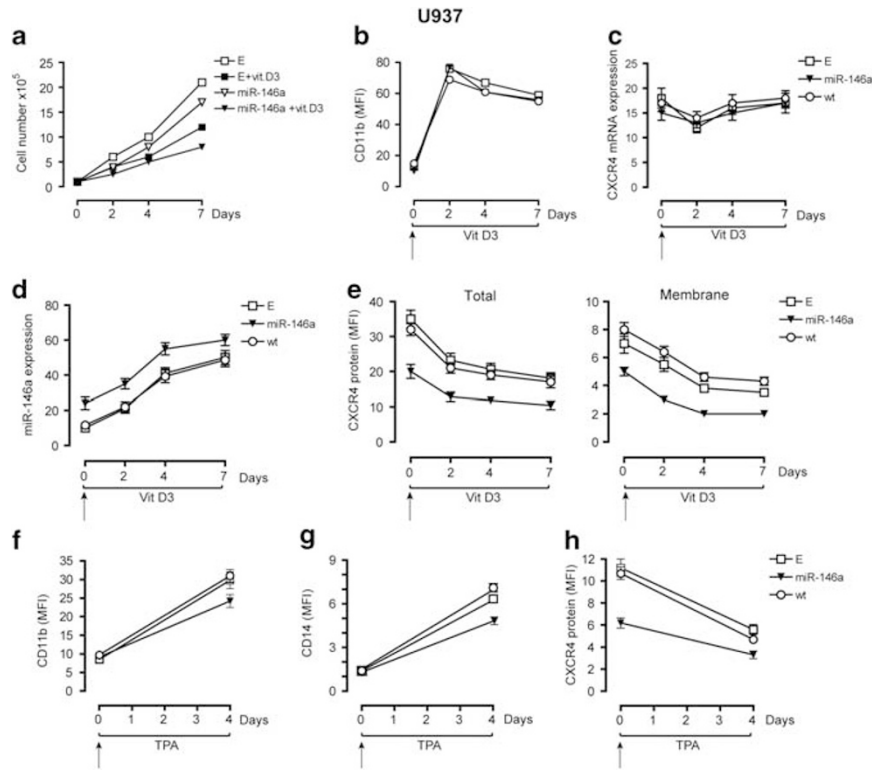 U937
a
Cell number x10⁵
25
20
15
10
5
0
0 2 4 7 Days
E
E+vit.D3
miR-146a
miR-146a +vit.D3
b
CD11b (MFI)
80
60
40
20
0
0 2 4 7 Days
Vit D3
c
CXCR4 mRNA expression
25
20
15
10
5
0
0 2 4 7 Days
Vit D3
E
miR-146a
wt
d
miR-146a expression
80
60
40
20
0
0 2 4 7 Days
Vit D3
E
miR-146a
wt
e
Total
CXCR4 protein (MFI)
40
30
20
10
0
0 2 4 7
Vit D3
Membrane
8
6
4
2
0
0 2 4 7 Days
Vit D3
E
miR-146a
wt
f
CD11b (MFI)
35
30
25
20
15
10
5
0
0 1 2 3 4 Days
TPA
g
CD14 (MFI)
9
6
3
0
0 1 2 3 4 Days
TPA
h
CXCR4 protein (MFI)
12
10
8
6
4
2
0
0 1 2 3 4 Days
TPA
E
miR-146a
wt